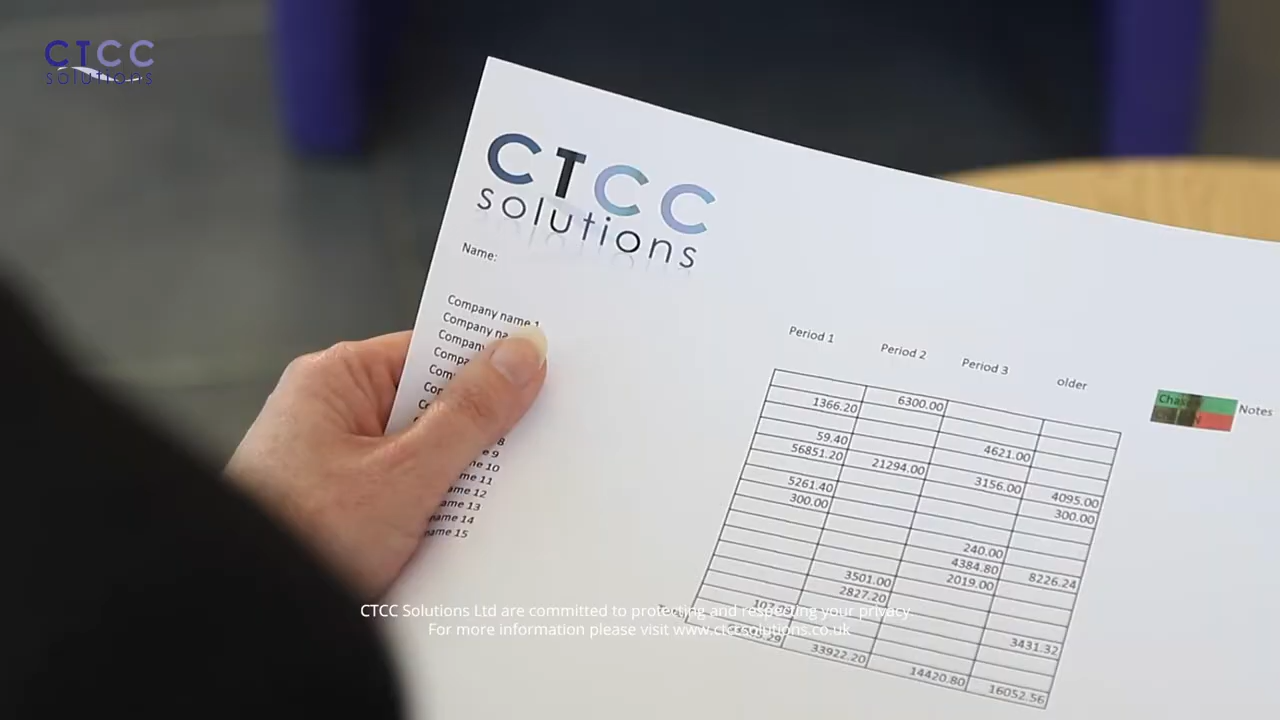 CTCC
solutions
CTCC
solutions
Name:
Company name 1
Company
Company
8
9
10
11
name 12
name 13
name 14
name 15
Period 1 Period 2 Period 3 older
Notes
6300.00
1366.20
59.40 4621.00
56851.20 21294.00 3156.00 4095.00
5261.40 300.00
300.00
240.00
4384.80 8226.24
3501.00 2019.00
2827.20
3431.32
33922.20 14420.80 16052.56
CTCC Solutions Ltd are committed to protecting and respecting your privacy.
For more information please visit www.ctccsolutions.co.uk